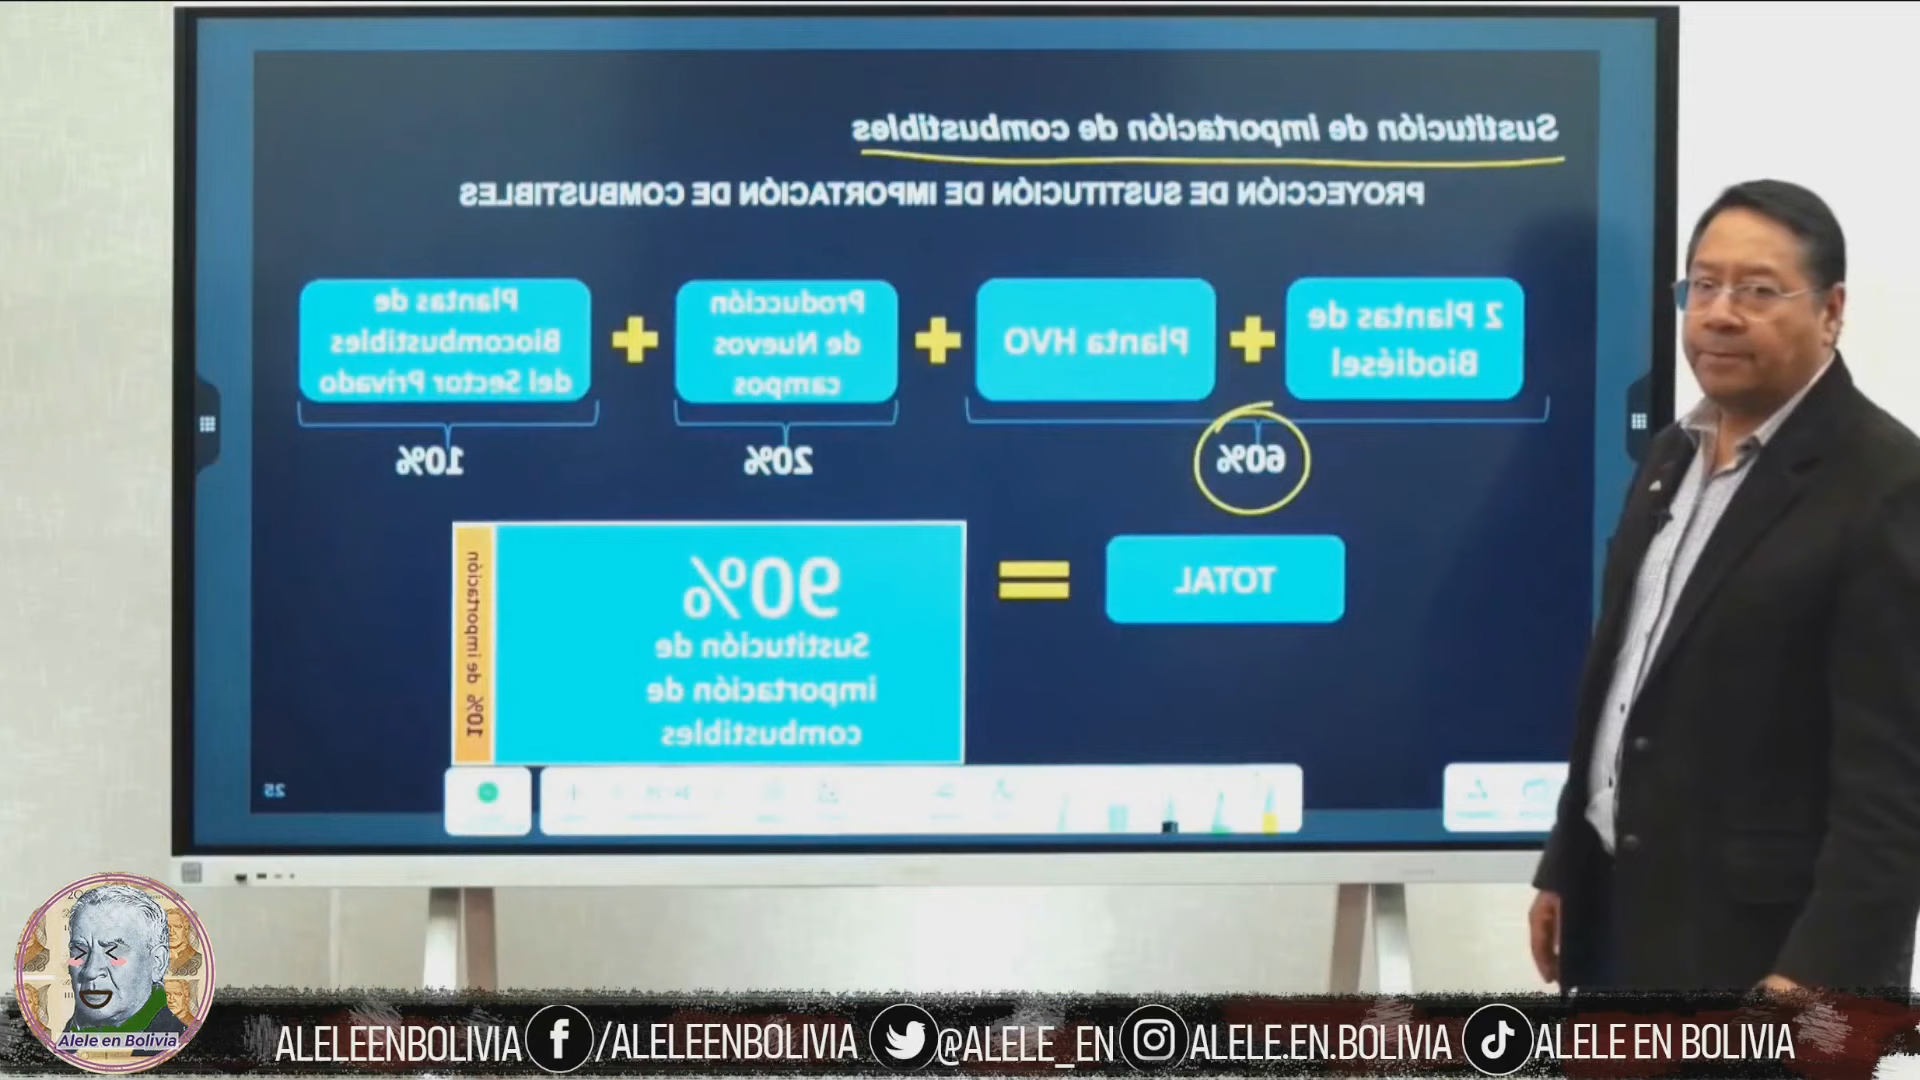 Sustitución de importación de combustibles
PROYECCIÓN DE SUSTITUCIÓN DE IMPORTACIÓN DE COMBUSTIBLES
2 Plantas de
Biodiésel
Planta HVO
Producción
de Nuevos
campos
Plantas de
Biocombustibles
del Sector Privado
60%
20%
10%
TOTAL
90%
Sustitución de
importación de
combustibles
10% de importación
25
Alele en Bolivia
ALELEENBOLIVIA
/ALELEENBOLIVIA
@ALELE_EN
ALELE.EN.BOLIVIA
ALELE EN BOLIVIA